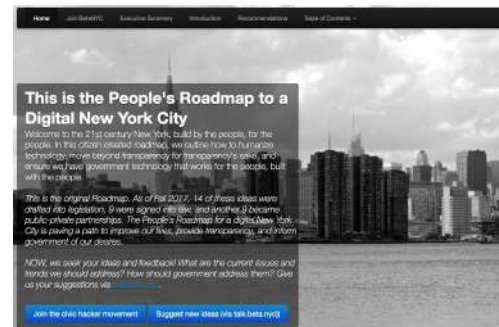 Home Join BetaNYC Executive Summary Introduction Recommendations Table of Contents
This is the People's Roadmap to a
Digital New York City
Welcome to the 21st century New York, build by the people, for the
people. In this citizen created roadmap, we outline how to humanize
technology, move beyond transparency for transparency's sake, and
ensure we have government technology that works for the people, built
with the people.
This is the original Roadmap. As of Fall 2017, 14 of these ideas were
drafted into legislation, 9 were signed into law, and another 9 became
public-private partnerships. The People's Roadmap for a digital New York
City is paving a path to improve our lives, provide transparency, and inform
government of our desires.
NOW, we seek your ideas and feedback! What are the current issues and
trends we should address? How should government address them? Give
us your suggestions via
Join the civic hacker movement Suggest new ideas (via talk.beta.nyc))